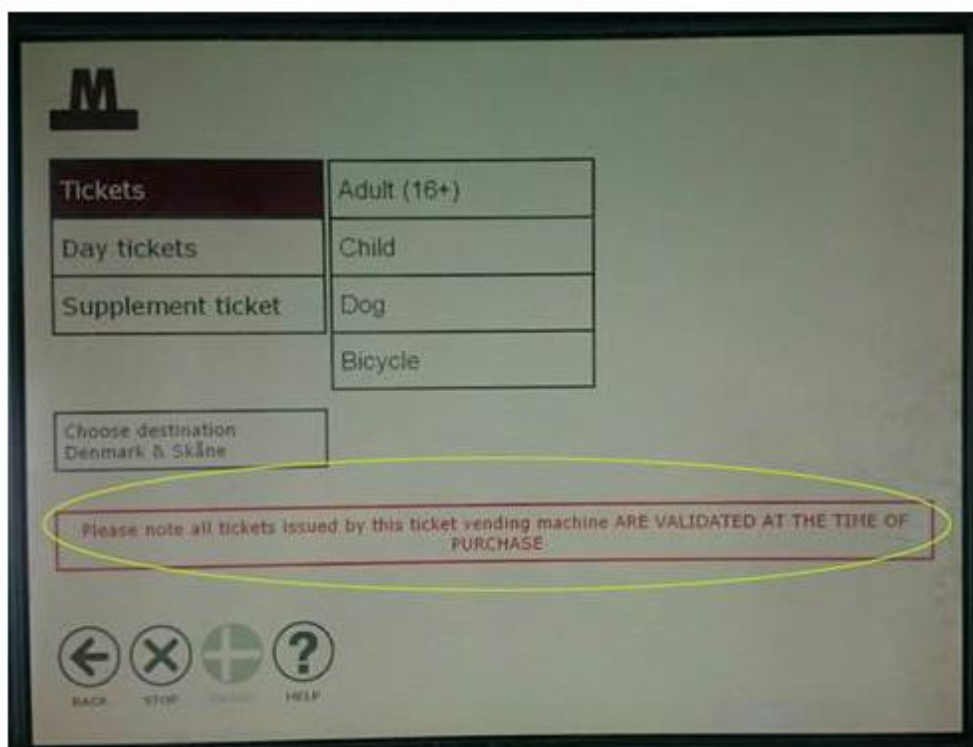 M
Tickets
Adult (16+)
Day tickets
Child
Supplement ticket
Dog
Bicycle
Choose destination
Denmark & Skåne
Please note all tickets issued by this ticket vending machine ARE VALIDATED AT THE TIME OF
PURCHASE
BACK
STOP
HELP